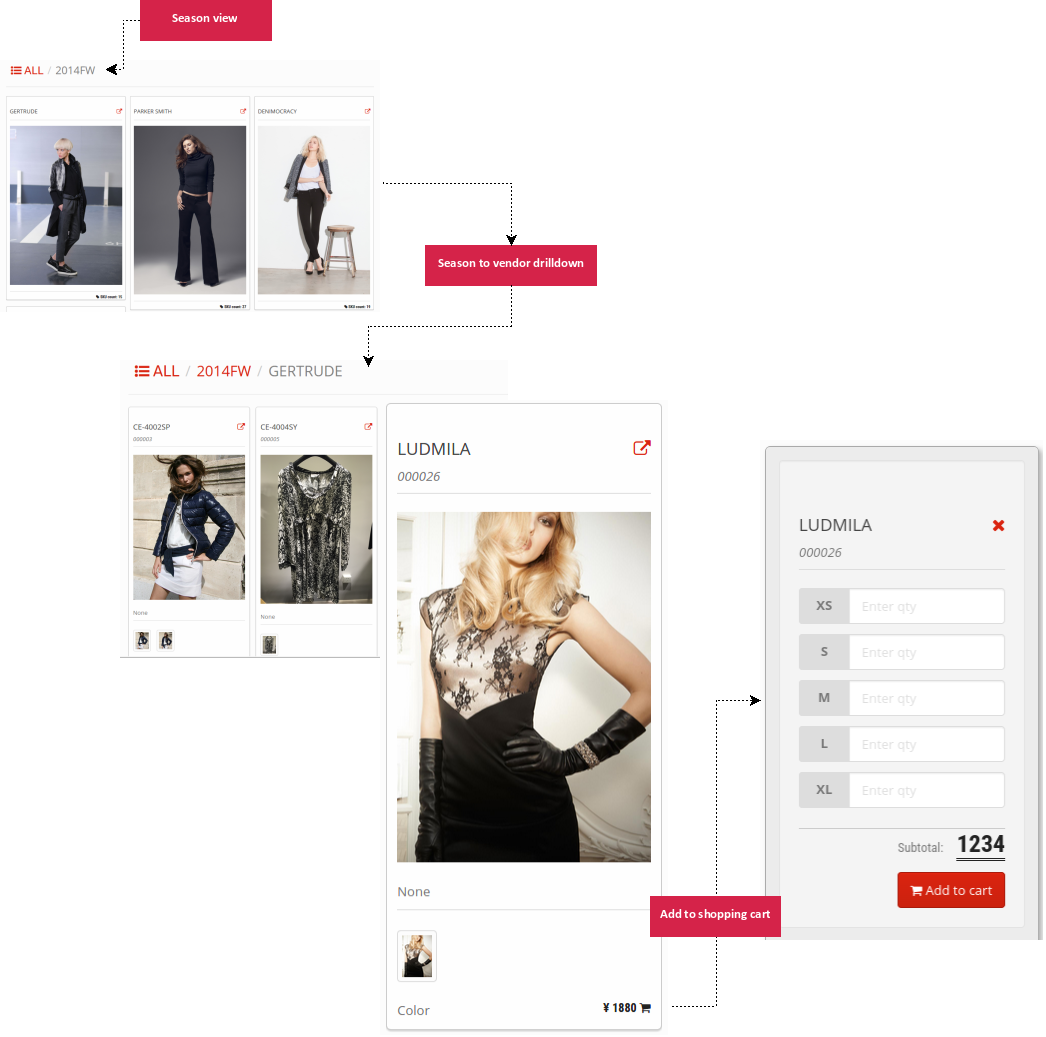 Season view
ALL / 2014FW
GERTRUDE
PARKER SMITH
DENIMOCRACY
SKU count: 15
SKU count: 27
SKU count: 19
Season to vendor drilldown
ALL / 2014FW / GERTRUDE
CE-4002SP
000003
None
CE-4004SY
000005
None
LUDMILA
000026
None
Color
¥ 1880
Add to shopping cart
LUDMILA
000026
XS Enter qty
S Enter qty
M Enter qty
L Enter qty
XL Enter qty
Subtotal: 1234
Add to cart